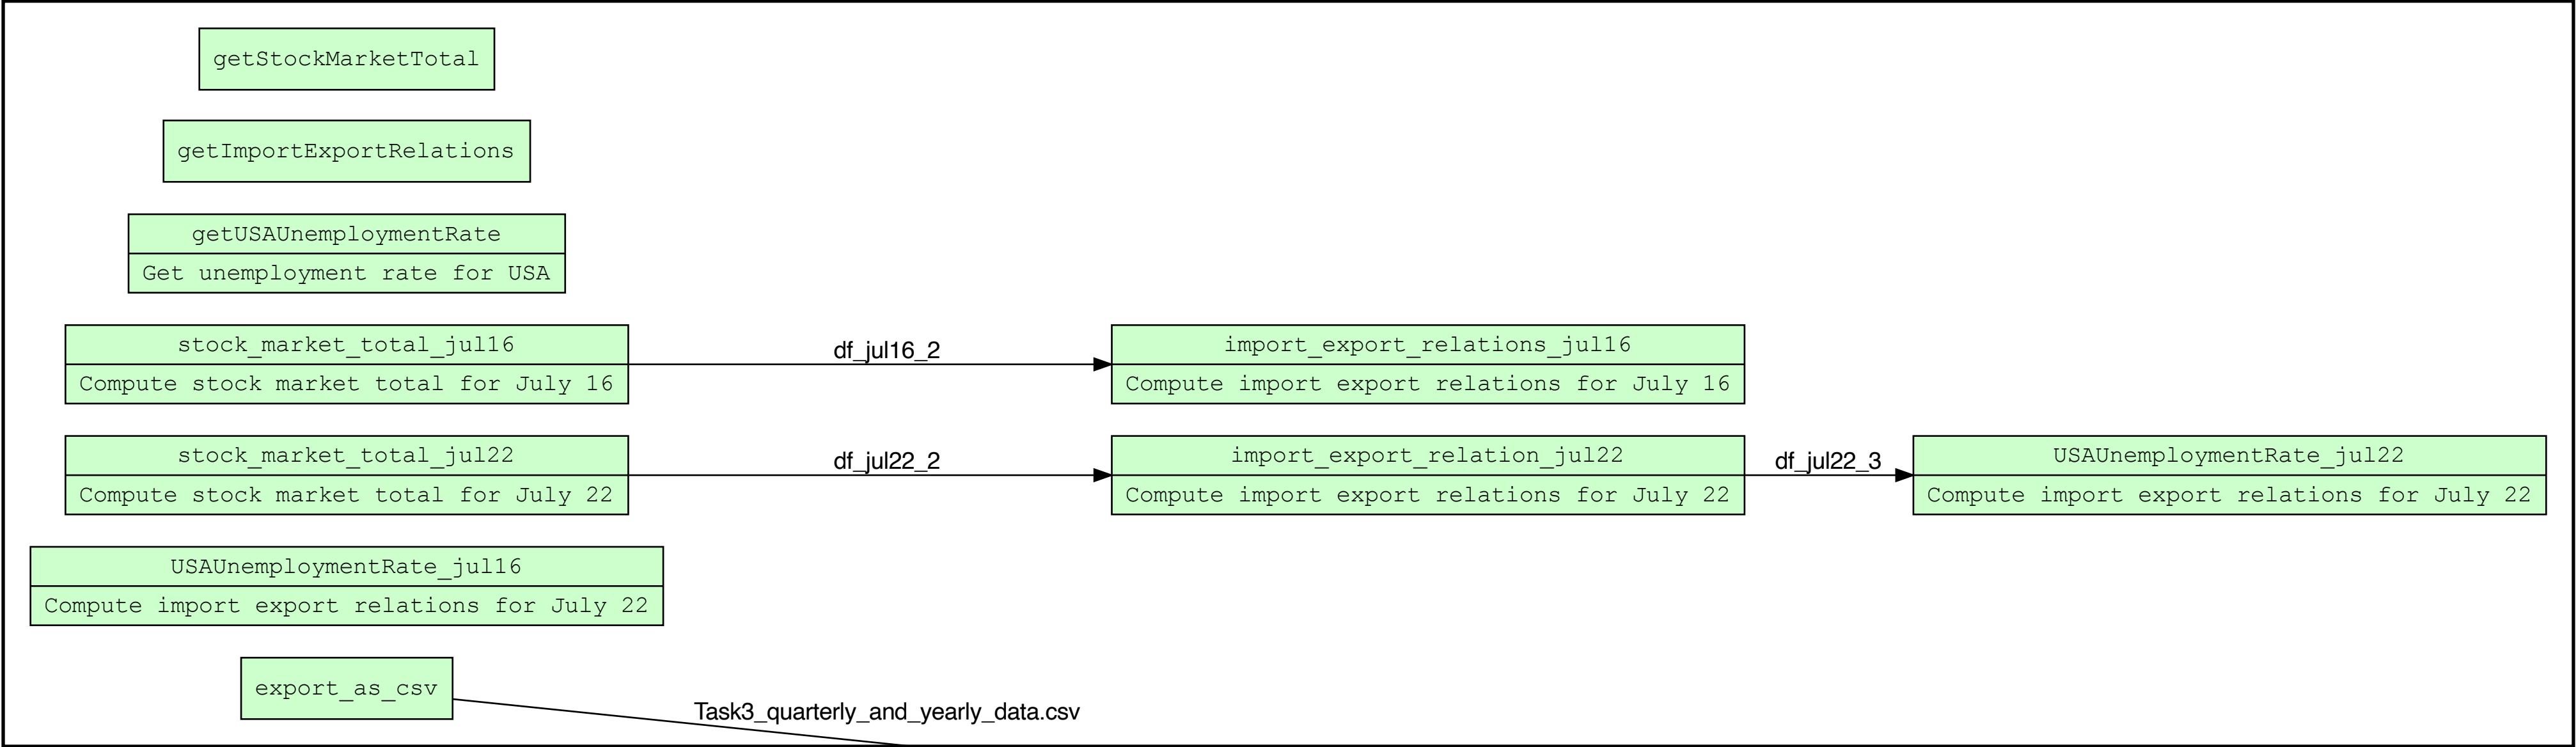 getStockMarketTotal
getImportExportRelations
getUSAUnemploymentRate
Get unemployment rate for USA
stock_market_total_jul16
Compute stock market total for July 16
df_jul16_2
import_export_relations_jul16
Compute import export relations for July 16
stock_market_total_jul22
Compute stock market total for July 22
df_jul22_2
import_export_relation_jul22
Compute import export relations for July 22
df_jul22_3
USAUnemploymentRate_jul22
Compute import export relations for July 22
USAUnemploymentRate_jul16
Compute import export relations for July 22
export_as_csv
Task3_quarterly_and_yearly_data.csv